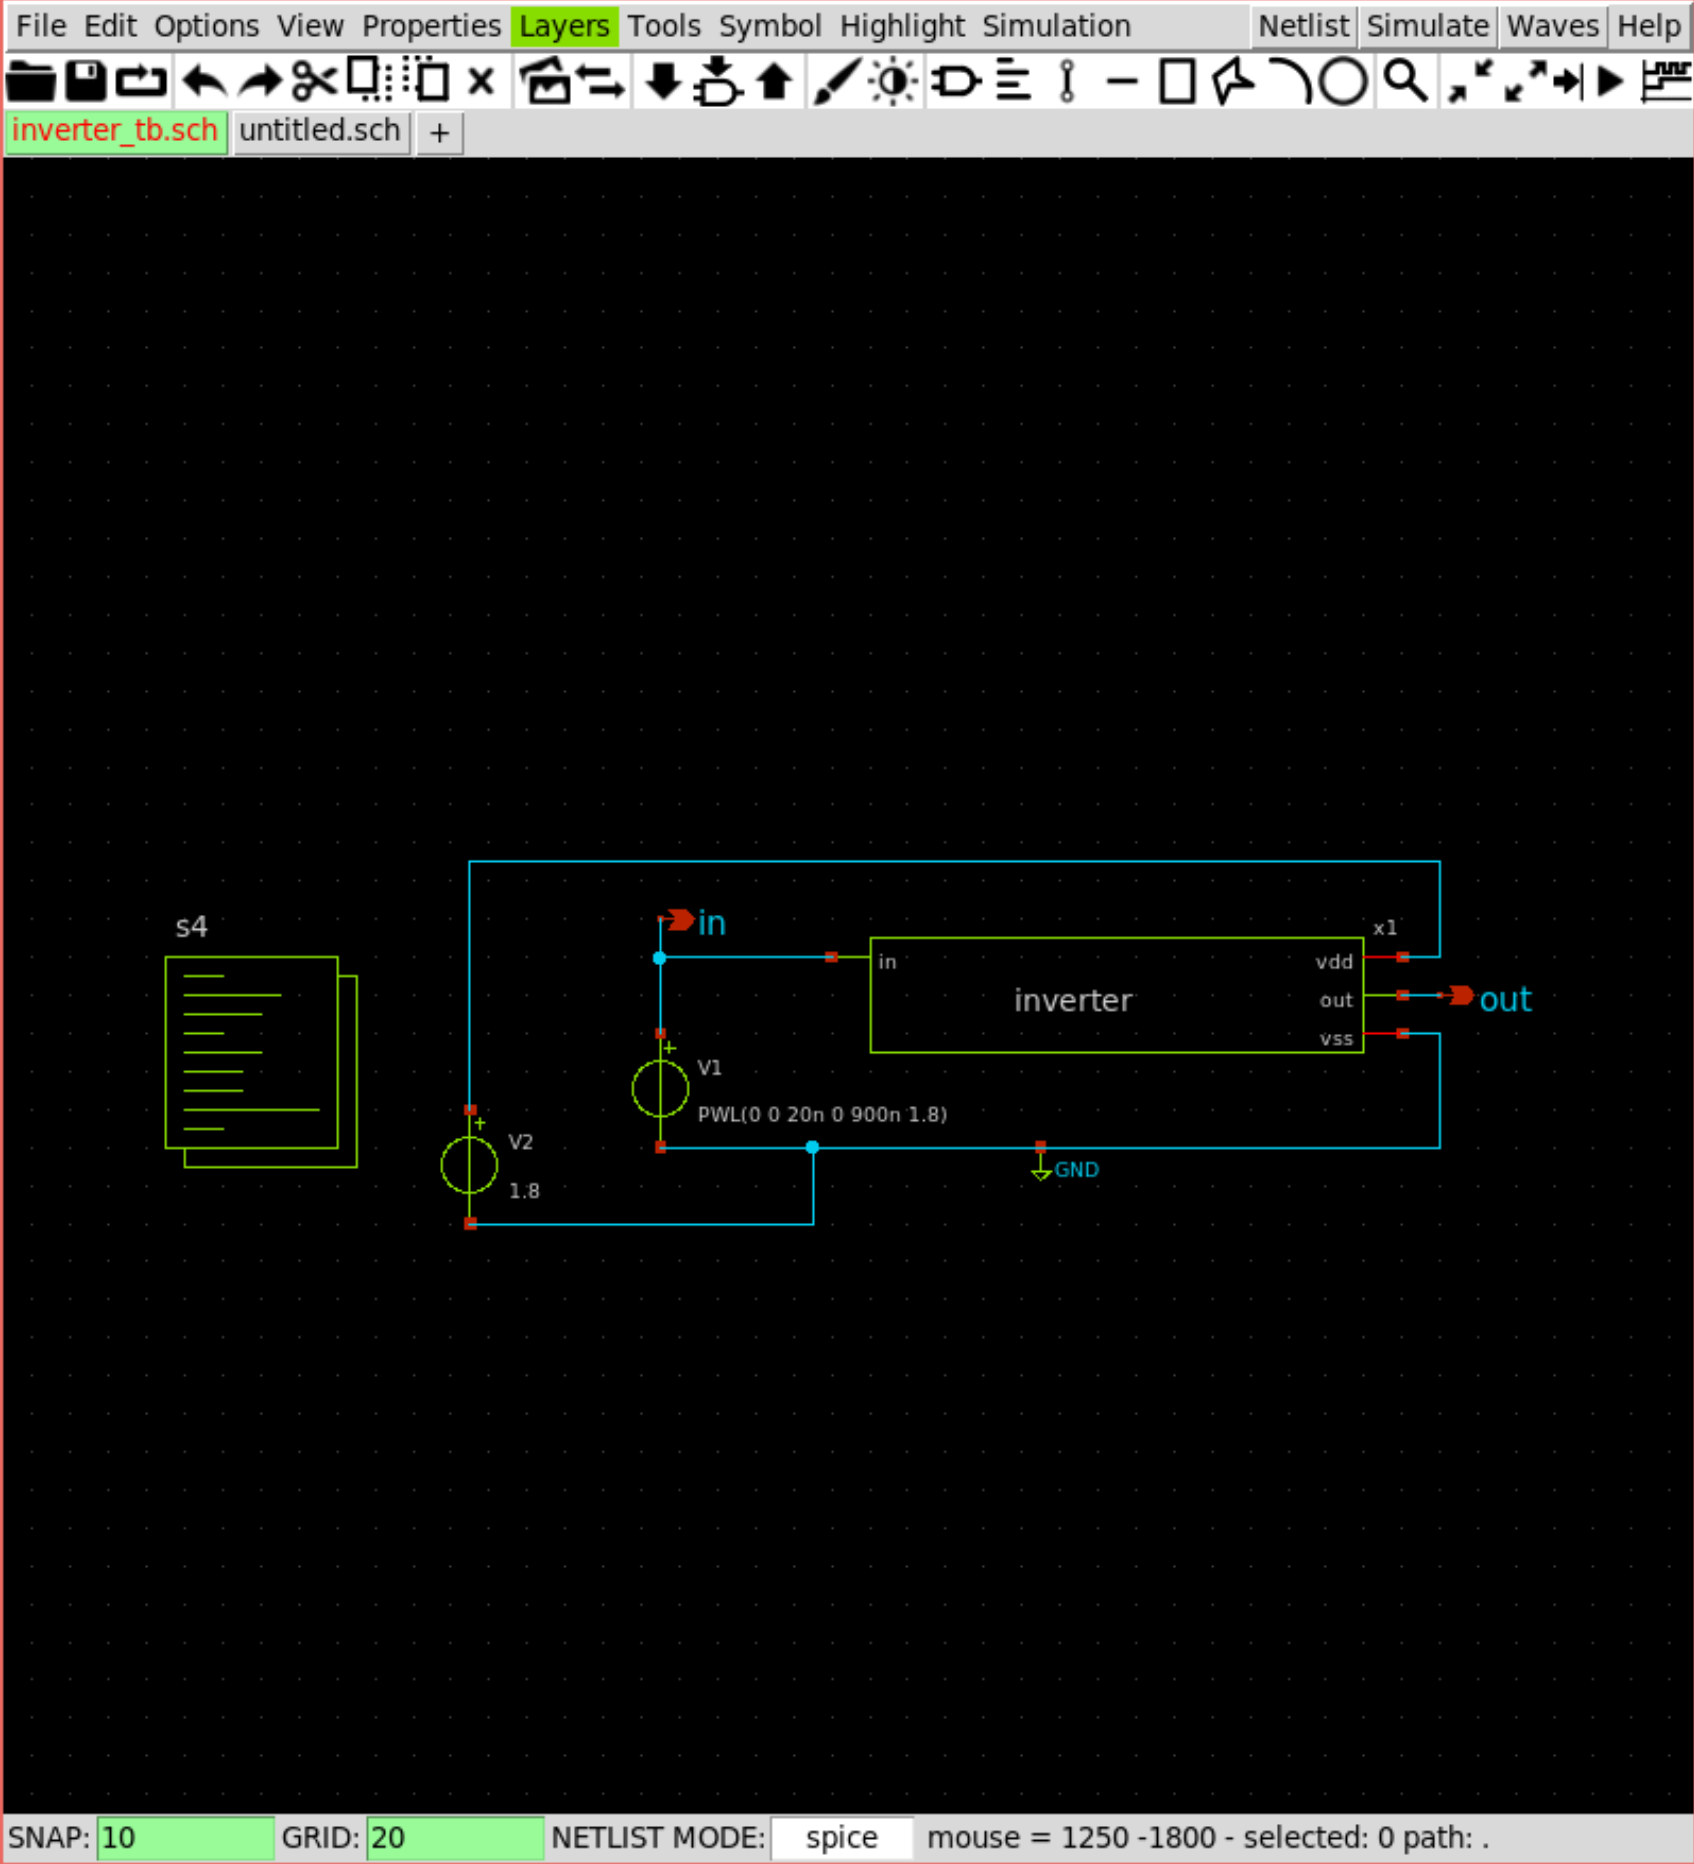 File Edit Options View Properties Layers Tools Symbol Highlight Simulation Netlist Simulate Waves Help
inverter_tb.sch untitled.sch +
s4
in
x1
in
vdd
inverter
out
out
vss
V1
PWL(0 0 20n 0 900n 1.8)
V2
GND
1.8
SNAP: 10 GRID: 20 NETLIST MODE: spice mouse = 1250 -1800 - selected: 0 path: .